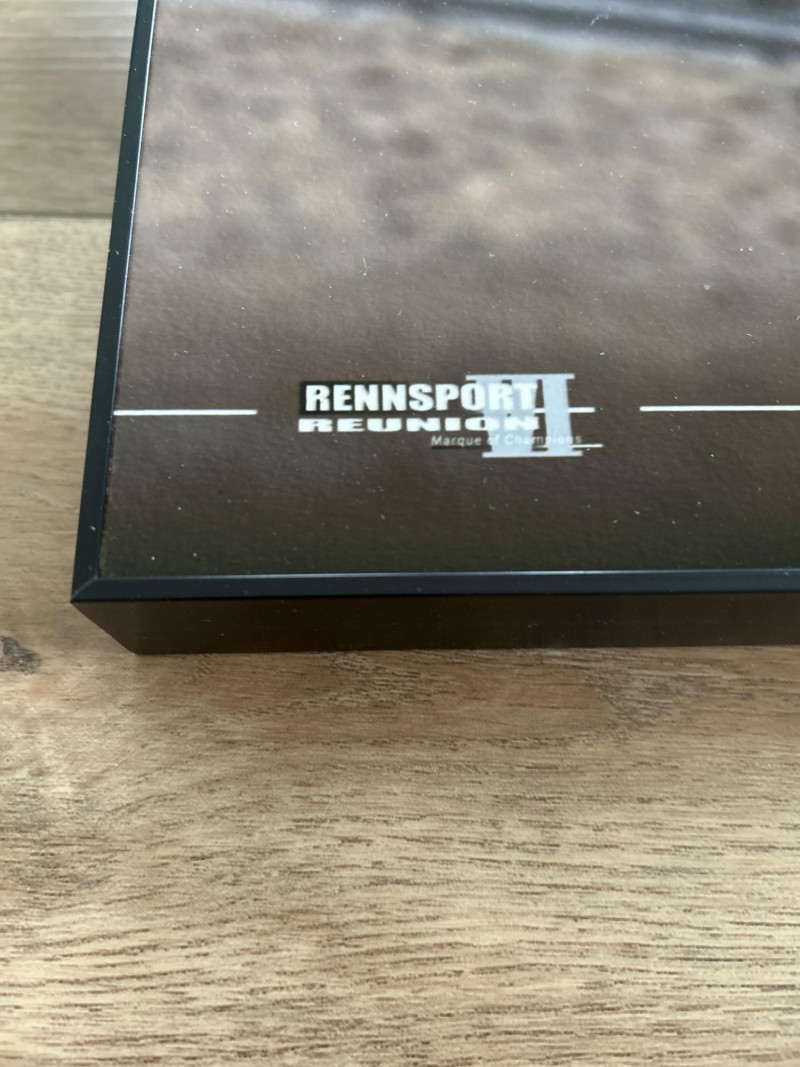 RENNSPORT
REUNION II
Marque of Champions